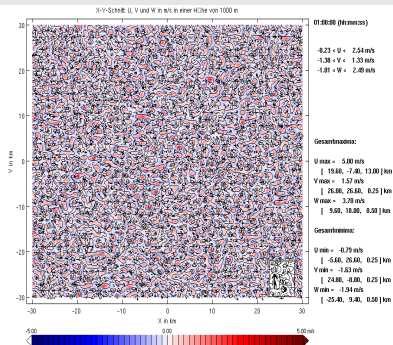 X-Y-Schnitt: U, V und W in m/s in einer Höhe von 1000 m
01:00:00 (hh:mm:ss)
-0.23 < U < 2.54 m/s
-1.38 < V < 1.33 m/s
-1.81 < W < 2.49 m/s
Gesamtmaxima:
U max = 5.00 m/s
[ 19.60, -7.40, 13.00 ] km
V max = 1.57 m/s
[ 26.00, 26.60, 0.25 ] km
W max = 3.70 m/s
[ 9.60, 18.00, 0.50 ] km
Gesamtminima:
U min = -0.79 m/s
[ -5.60, 26.60, 0.25 ] km
V min = -1.63 m/s
[ 24.80, -8.80, 0.25 ] km
W min = -1.94 m/s
[ -25.40, 9.40, 0.50 ] km
Y in km
30
20
10
0
-10
-20
-30
-30 -20 -10 0 10 20 30
X in km
-5.00 0.00 5.00 m/s